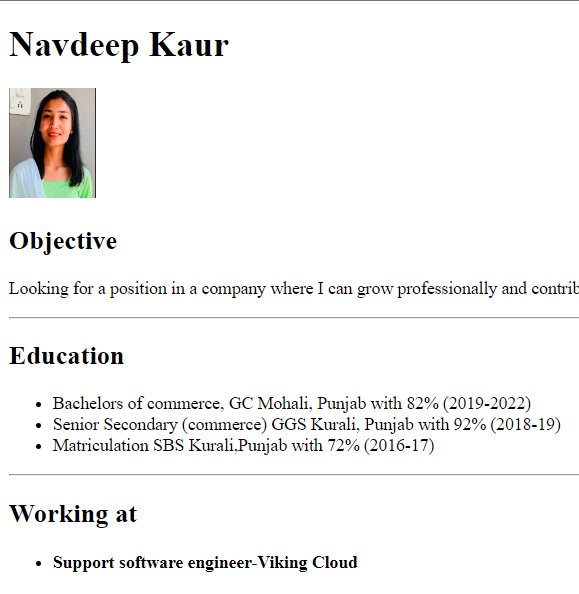 Navdeep Kaur
Objective
Looking for a position in a company where I can grow professionally and contrib
Education
Bachelors of commerce, GC Mohali, Punjab with 82% (2019-2022)
Senior Secondary (commerce) GGS Kurali, Punjab with 92% (2018-19)
Matriculation SBS Kurali,Punjab with 72% (2016-17)
Working at
Support software engineer-Viking Cloud